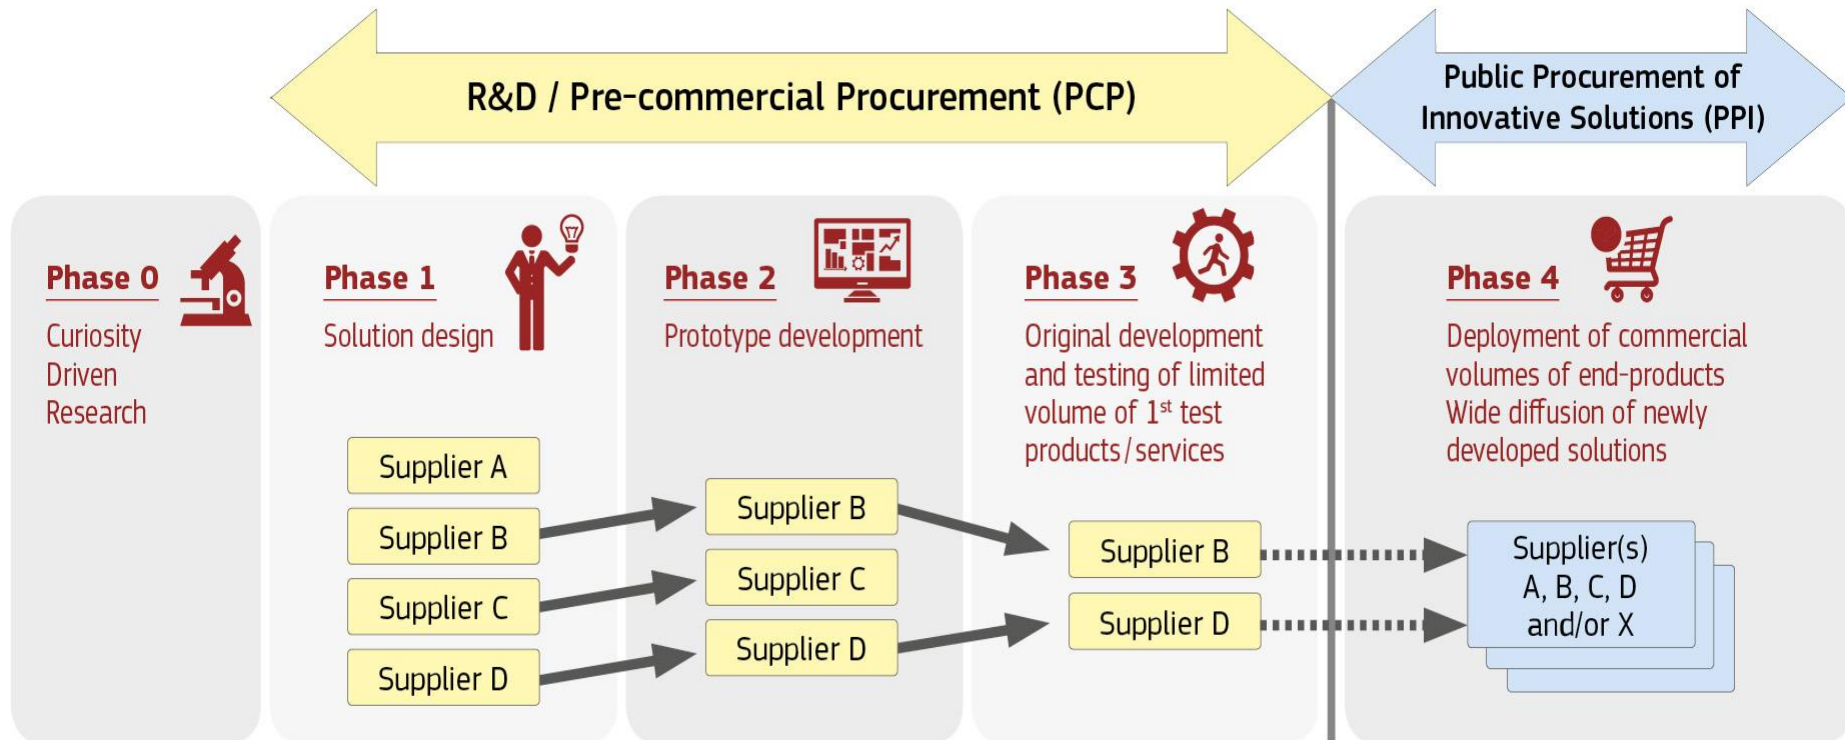 R&D / Pre-commercial Procurement (PCP)
Public Procurement of
Innovative Solutions (PPI)
Phase 0
Curiosity
Driven
Research
Phase 1
Solution design
Supplier A
Supplier B
Supplier C
Supplier D
Phase 2
Prototype development
Supplier B
Supplier C
Supplier D
Phase 3
Original development
and testing of limited
volume of 1st test
products/services
Supplier B
Supplier D
Phase 4
Deployment of commercial
volumes of end-products
Wide diffusion of newly
developed solutions
Supplier(s)
A, B, C, D
and/or X